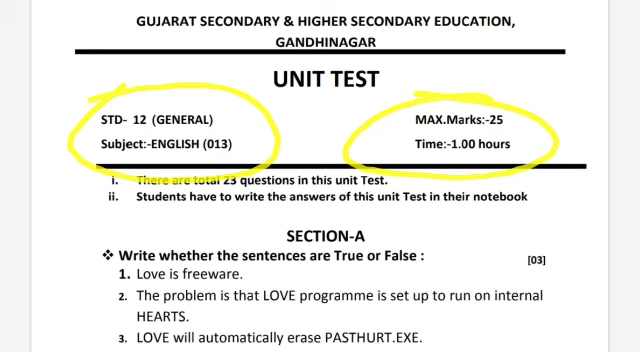 GUJARAT SECONDARY & HIGHER SECONDARY EDUCATION,
GANDHINAGAR
UNIT TEST
STD- 12 (GENERAL)
MAX.Marks:-25
Subject:-ENGLISH (013)
Time:-1.00 hours
i. There are total 23 questions in this unit Test.
ii. Students have to write the answers of this unit Test in their notebook
SECTION-A
❖ Write whether the sentences are True or False : [03]
1. Love is freeware.
2. The problem is that LOVE programme is set up to run on internal
HEARTS.
3. LOVE will automatically erase PASTHURT.EXE.